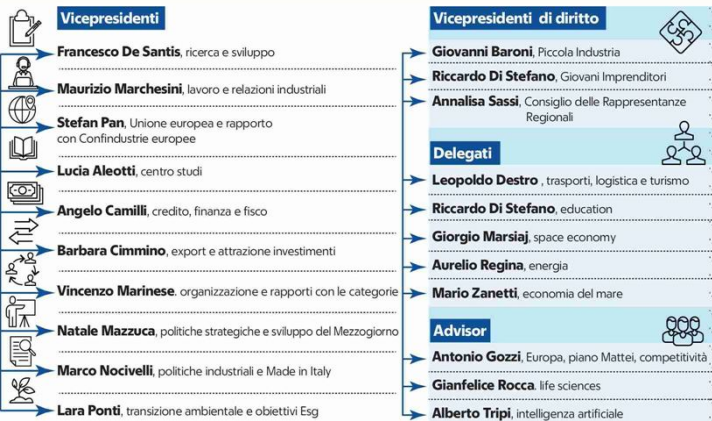 Vicepresidenti
Francesco De Santis, ricerca e sviluppo
Maurizio Marchesini, lavoro e relazioni industriali
Stefan Pan, Unione europea e rapporto
con Confindustrie europee
Lucia Aleotti, centro studi
Angelo Camilli, credito, finanza e fisco
Barbara Cimmino, export e attrazione investimenti
Vincenzo Marinese. organizzazione e rapporti con le categorie
Natale Mazzuca, politiche strategiche e sviluppo del Mezzogiorno
Marco Nocivelli, politiche industriali e Made in Italy
Lara Ponti, transizione ambientale e obiettivi Esg
Vicepresidenti di diritto
Giovanni Baroni, Piccola Industria
Riccardo Di Stefano, Giovani Imprenditori
Annalisa Sassi, Consiglio delle Rappresentanze
Regionali
Delegati
Leopoldo Destro , trasporti, logistica e turismo
Riccardo Di Stefano, education
Giorgio Marsiaj, space economy
Aurelio Regina, energia
Mario Zanetti, economia del mare
Advisor
Antonio Gozzi, Europa, piano Mattei, competitività
Gianfelice Rocca. life sciences
Alberto Tripi, intelligenza artificiale